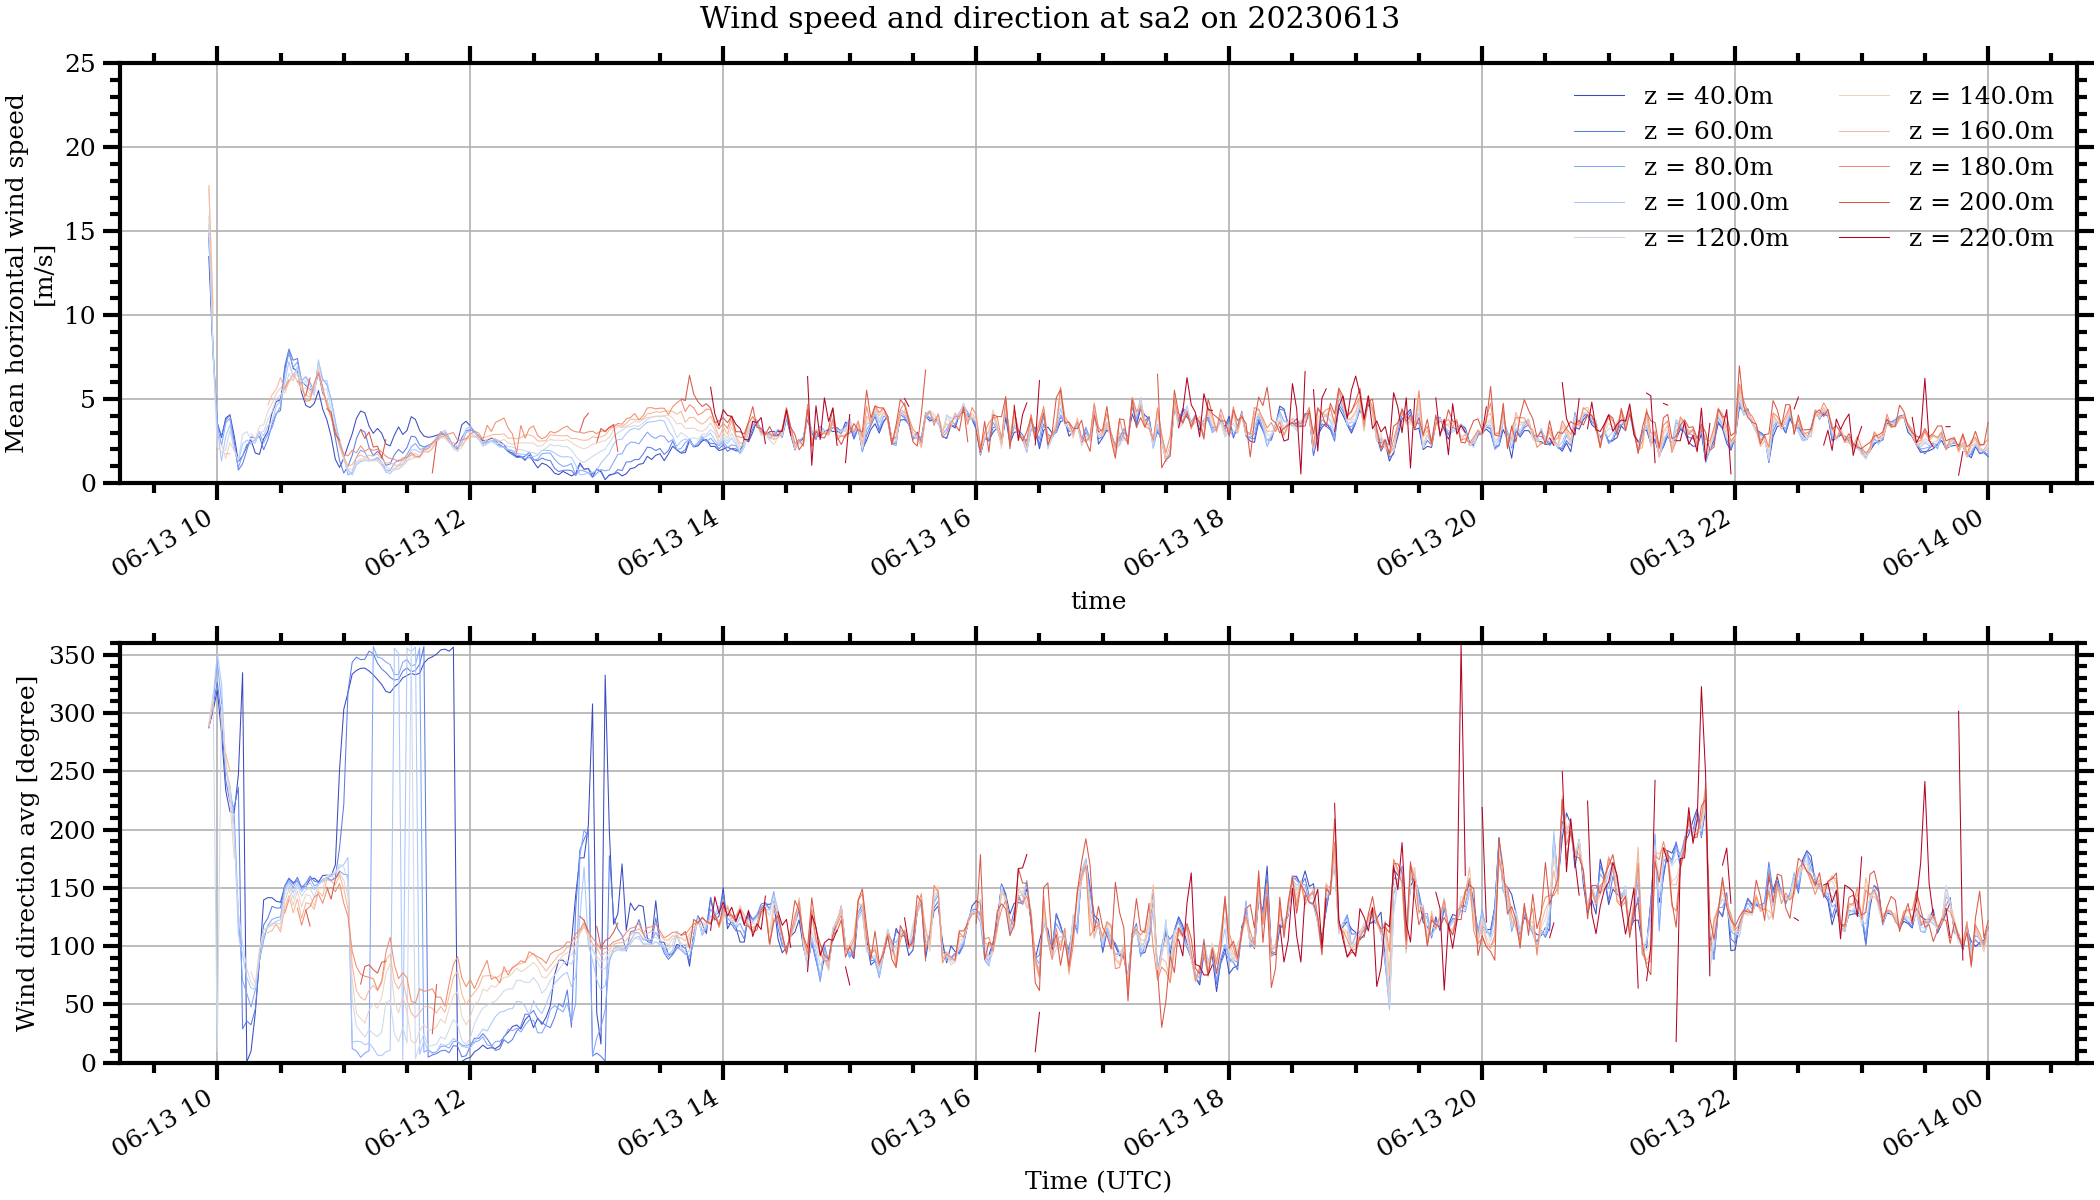 Wind speed and direction at sa2 on 20230613
Mean horizontal wind speed
[m/s]
25
20
15
10
5
0
z = 40.0m
z = 60.0m
z = 80.0m
z = 100.0m
z = 120.0m
z = 140.0m
z = 160.0m
z = 180.0m
z = 200.0m
z = 220.0m
06-13 10
06-13 12
06-13 14
06-13 16
06-13 18
06-13 20
06-13 22
06-14 00
time
Wind direction avg [degree]
350
300
250
200
150
100
50
0
06-13 10
06-13 12
06-13 14
06-13 16
06-13 18
06-13 20
06-13 22
06-14 00
Time (UTC)